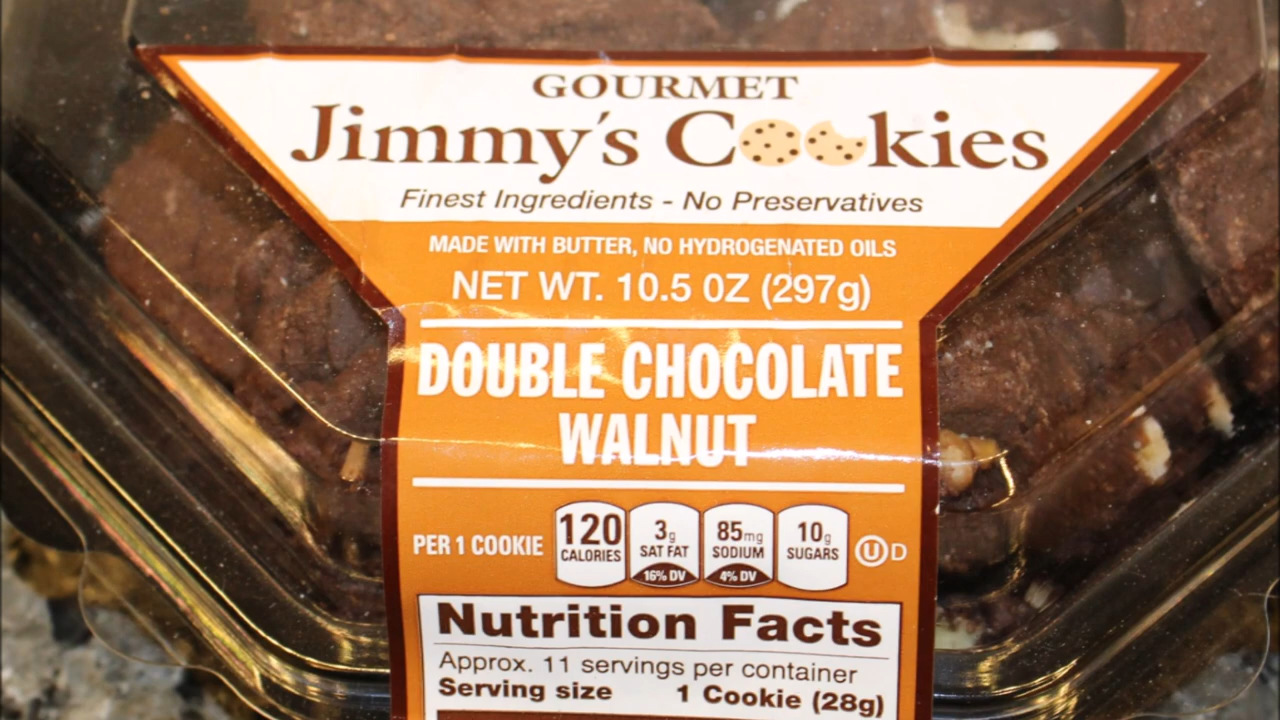 GOURMET
Jimmy's Cookies
Finest Ingredients - No Preservatives
MADE WITH BUTTER, NO HYDROGENATED OILS
NET WT. 10.5 OZ (297g)
DOUBLE CHOCOLATE
WALNUT
PER 1 COOKIE 120 CALORIES 3g SAT FAT 16% DV 85mg SODIUM 4% DV 10g SUGARS U D
Nutrition Facts
Approx. 11 servings per container
Serving size 1 Cookie (28g)